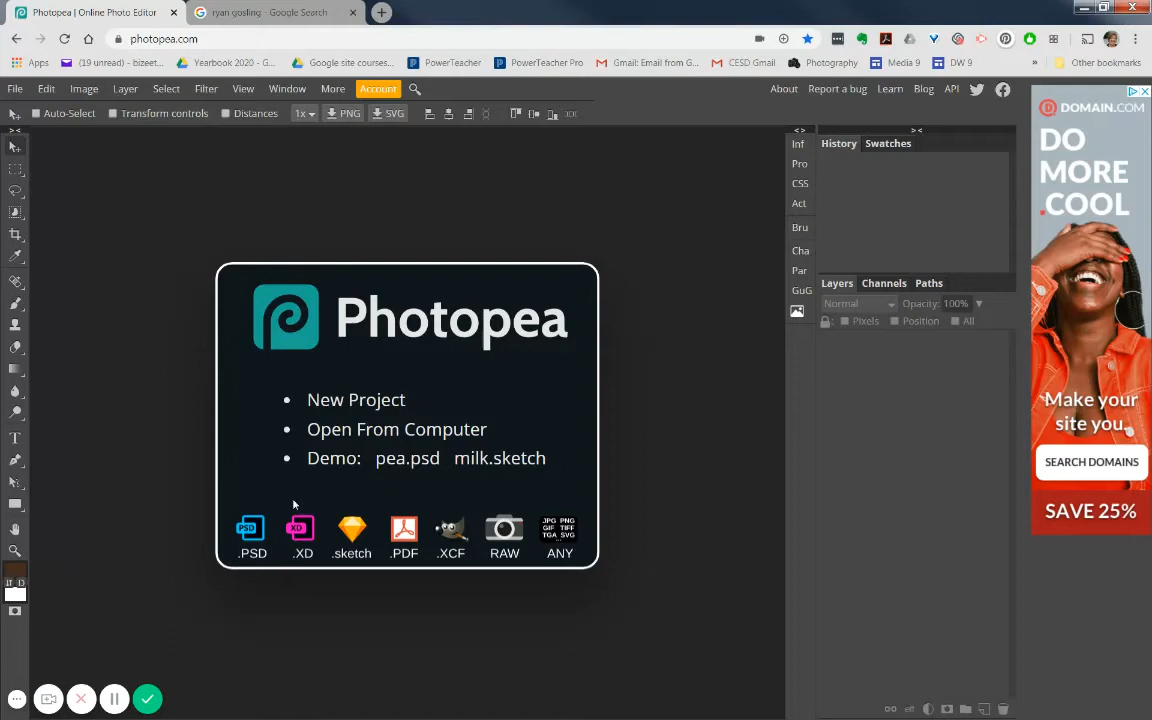 Photopea | Online Photo Editor
ryan gosling - Google Search
photopea.com
Apps
(19 unread) - bizeet...
Yearbook 2020 - G...
Google site courses...
PowerTeacher
PowerTeacher Pro
Gmail: Email from G...
CESD Gmail
Photography
Media 9
DW 9
»
Other bookmarks
File Edit Image Layer Select Filter View Window More Account
About Report a bug Blog Learn API
Auto-Select Transform controls Distances 1x PNG SVG
Inf
Pro
CSS
Act
Bru
Cha
Par
GuG
History Swatches
Layers Channels Paths
Normal Opacity: 100%
Pixels Position All
Photopea
• New Project
• Open From Computer
• Demo: pea.psd milk.sketch
PSD XD JPG PNG
GIF TIFF
TGA SVG
.PSD .XD .sketch .PDF .XCF RAW ANY
DOMAIN.COM
DO
MORE
.COOL
Make your
site you.
SEARCH DOMAINS
SAVE 25%